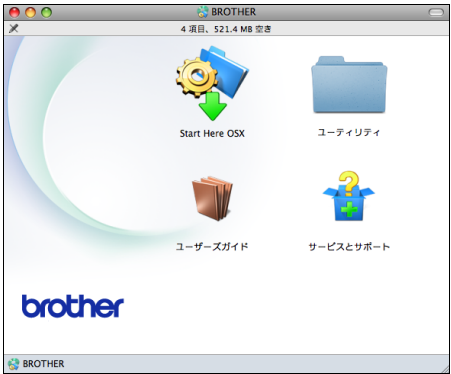 BROTHER
4 項目、521.4 MB 空き
Start Here OSX
ユーティリティ
ユーザーズガイド
サービスとサポート
brother
BROTHER